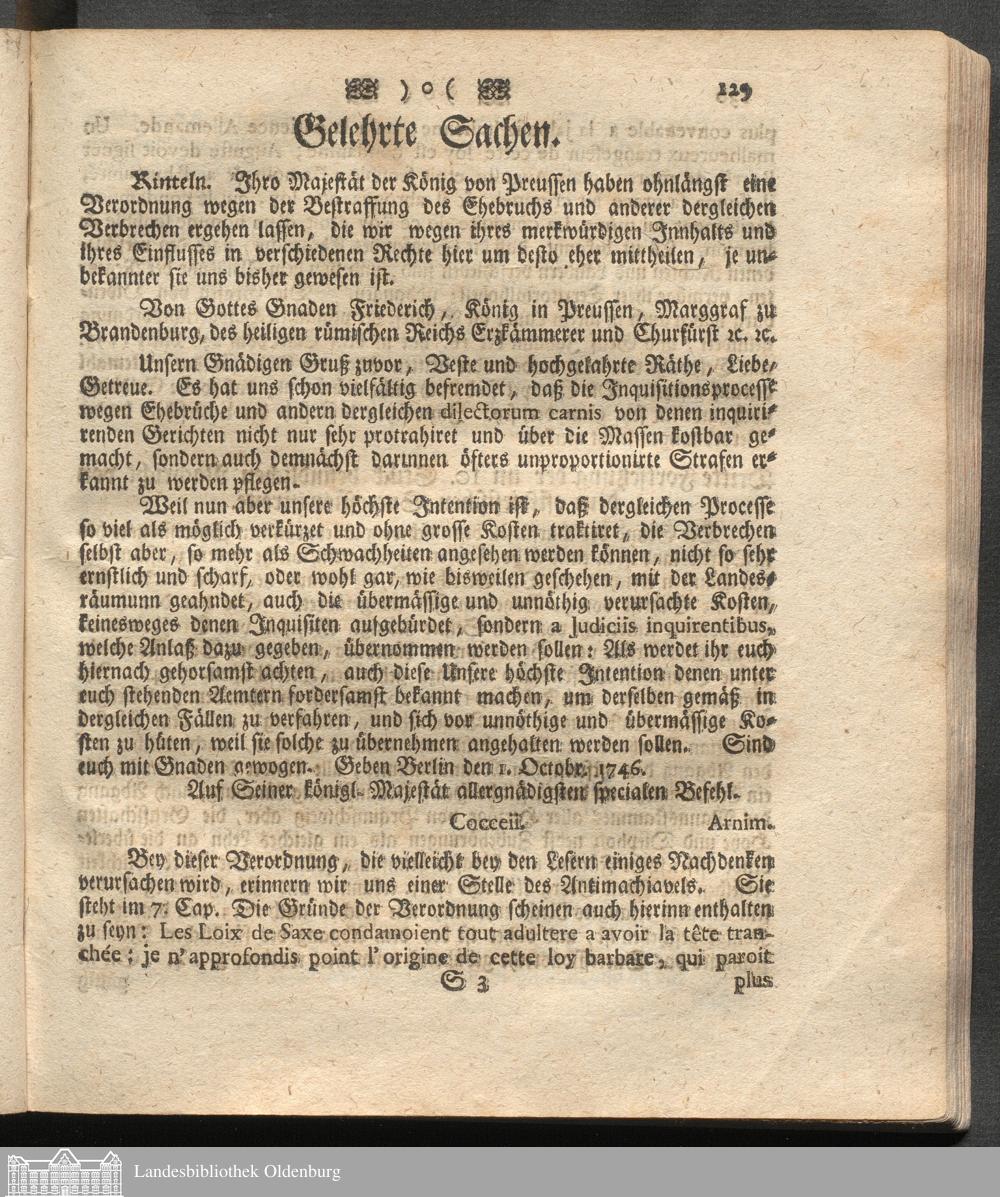 ) o (
129
Gelehrte Sachen.
Rinteln. Ihro Majestät der König von Preussen haben ohnlängst eine
Verordnung wegen der Bestraffung des Ehebruchs und anderer dergleichen
Verbrechen ergehen lassen, die wir wegen ihres merkwürdigen Innhalts und
ihres Einflusses in verschiedenen Rechte hier um desto eher mittheilen, je un-
bekannter sie uns bisher gewesen ist.
Von Gottes Gnaden Friederich, König in Preussen, Marggraf zu
Brandenburg, des heiligen römischen Reichs Erzkämmerer und Churfürst ꝛc. ꝛc.
Unsern Gnädigen Gruß zuvor, Veste und hochgelahrte Räthe, Liebe-
Getreue. Es hat uns schon vielfältig befremdet, daß die Inquisitionsprocesse
wegen Ehebrüche und andern dergleichen dilectorum carnis von denen inquiri-
renden Gerichten nicht nur sehr protrahiret und über die Massen kostbar ge-
macht, sondern auch demnächst darinnen öfters unproportionirte Strafen er-
kannt zu werden pflegen.
Weil nun aber unsere höchste Intention ist, daß dergleichen Processe
so viel als möglich verkürzet und ohne grosse Kosten traktiret, die Verbrechen
selbst aber, so mehr als Schwachheiten angesehen werden können, nicht so sehr
ernstlich und scharf, oder wohl gar, wie bisweilen geschehen, mit der Landes-
räumunn geahndet, auch die übermässige und unnöthig verursachte Kosten,
keinesweges denen Inquisiten aufgebürdet, sondern a Judiciis inquirentibus,
welche Anlaß dazu gegeben, übernommen werden sollen: Als werdet ihr euch
hiernach gehorsamst achten, auch diese Unsere höchste Intention denen unter
euch stehenden Aemtern fordersamst bekannt machen, um derselben gemäß in
dergleichen Fällen zu verfahren, und sich vor unnöthige und übermässige Ko-
sten zu hüten, weil sie solche zu übernehmen angehalten werden sollen. Sind
euch mit Gnaden gewogen. Geben Berlin den 1. Octobr. 1746.
Auf Seiner königl. Majestät allergnädigsten specialen Befehl.
Cocceii. Arnim.
Bey dieser Verordnung, die vielleicht bey den Lesern einiges Nachdenken
verursachen wird, erinnern wir uns einer Stelle des Antimachiavels. Sie
steht im 7. Cap. Die Gründe der Verordnung scheinen auch hierinn enthalten
zu seyn: Les Loix de Saxe condamoient tout adultere a avoir la tête tran-
chée; je n'approfondis point l'origine de cette loy barbare, qui paroit
S 3
plus
Landesbibliothek Oldenburg